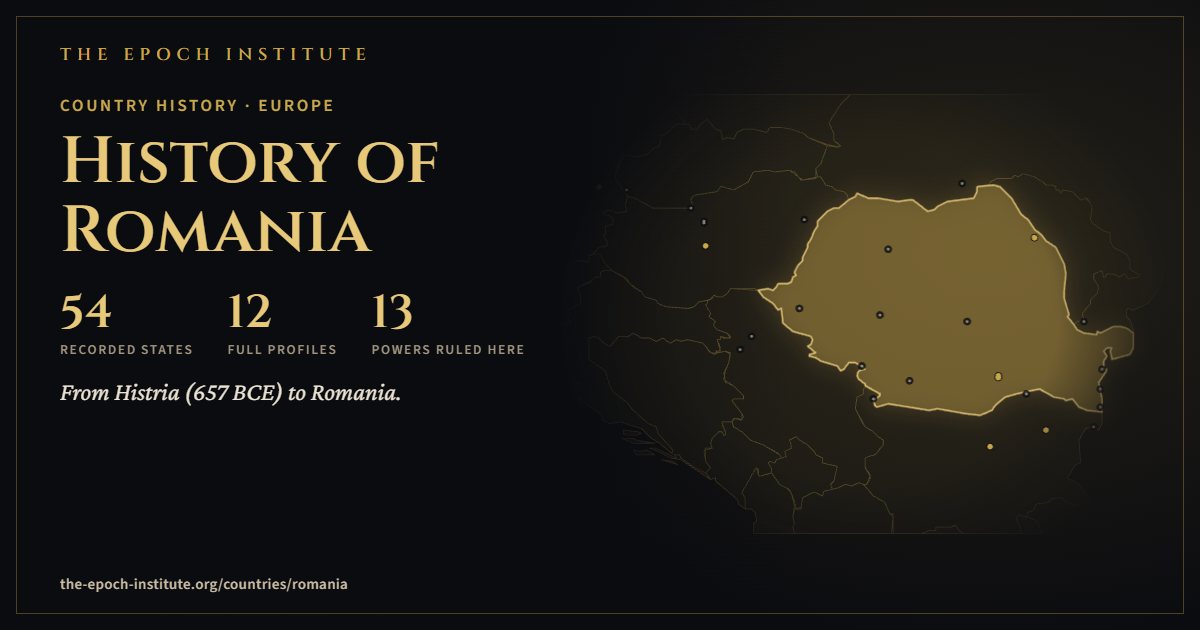 THE EPOCH INSTITUTE
COUNTRY HISTORY · EUROPE
History of
Romania
54 12 13
RECORDED STATES FULL PROFILES POWERS RULED HERE
From Histria (657 BCE) to Romania.
the-epoch-institute.org/countries/romania